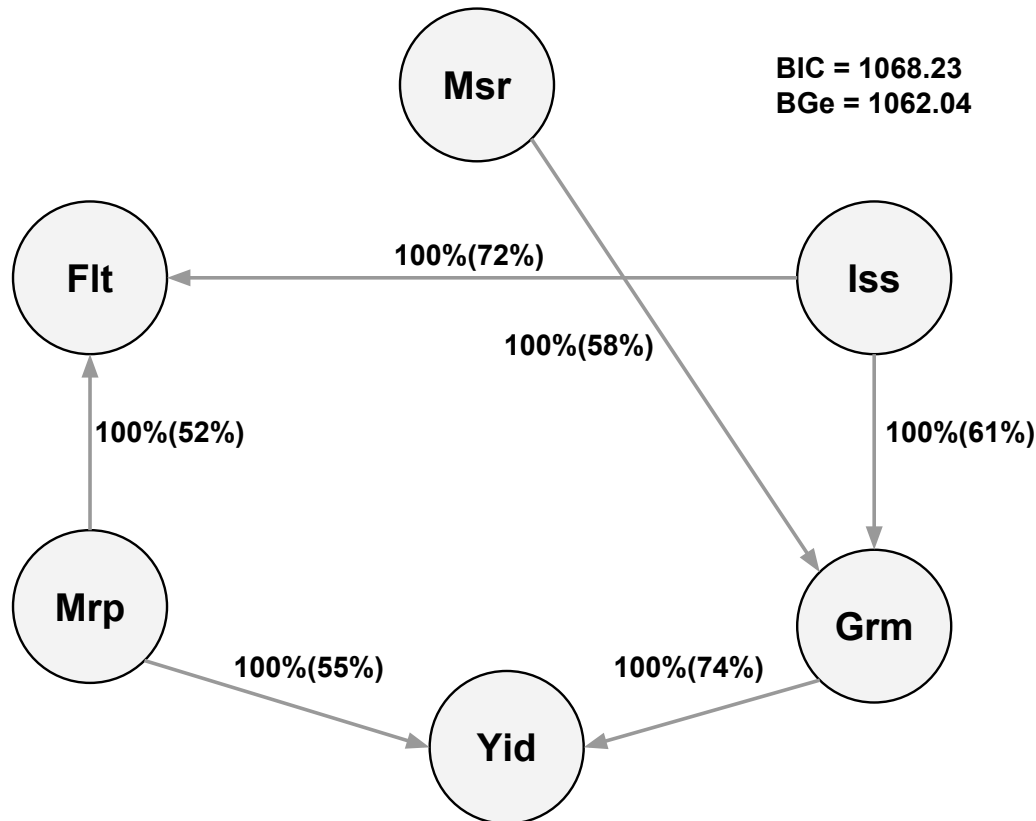 Msr
BIC = 1068.23
BGe = 1062.04
Flt
100%(72%)
Iss
100%(58%)
100%(52%)
100%(61%)
Mrp
Grm
100%(55%)
100%(74%)
Yid